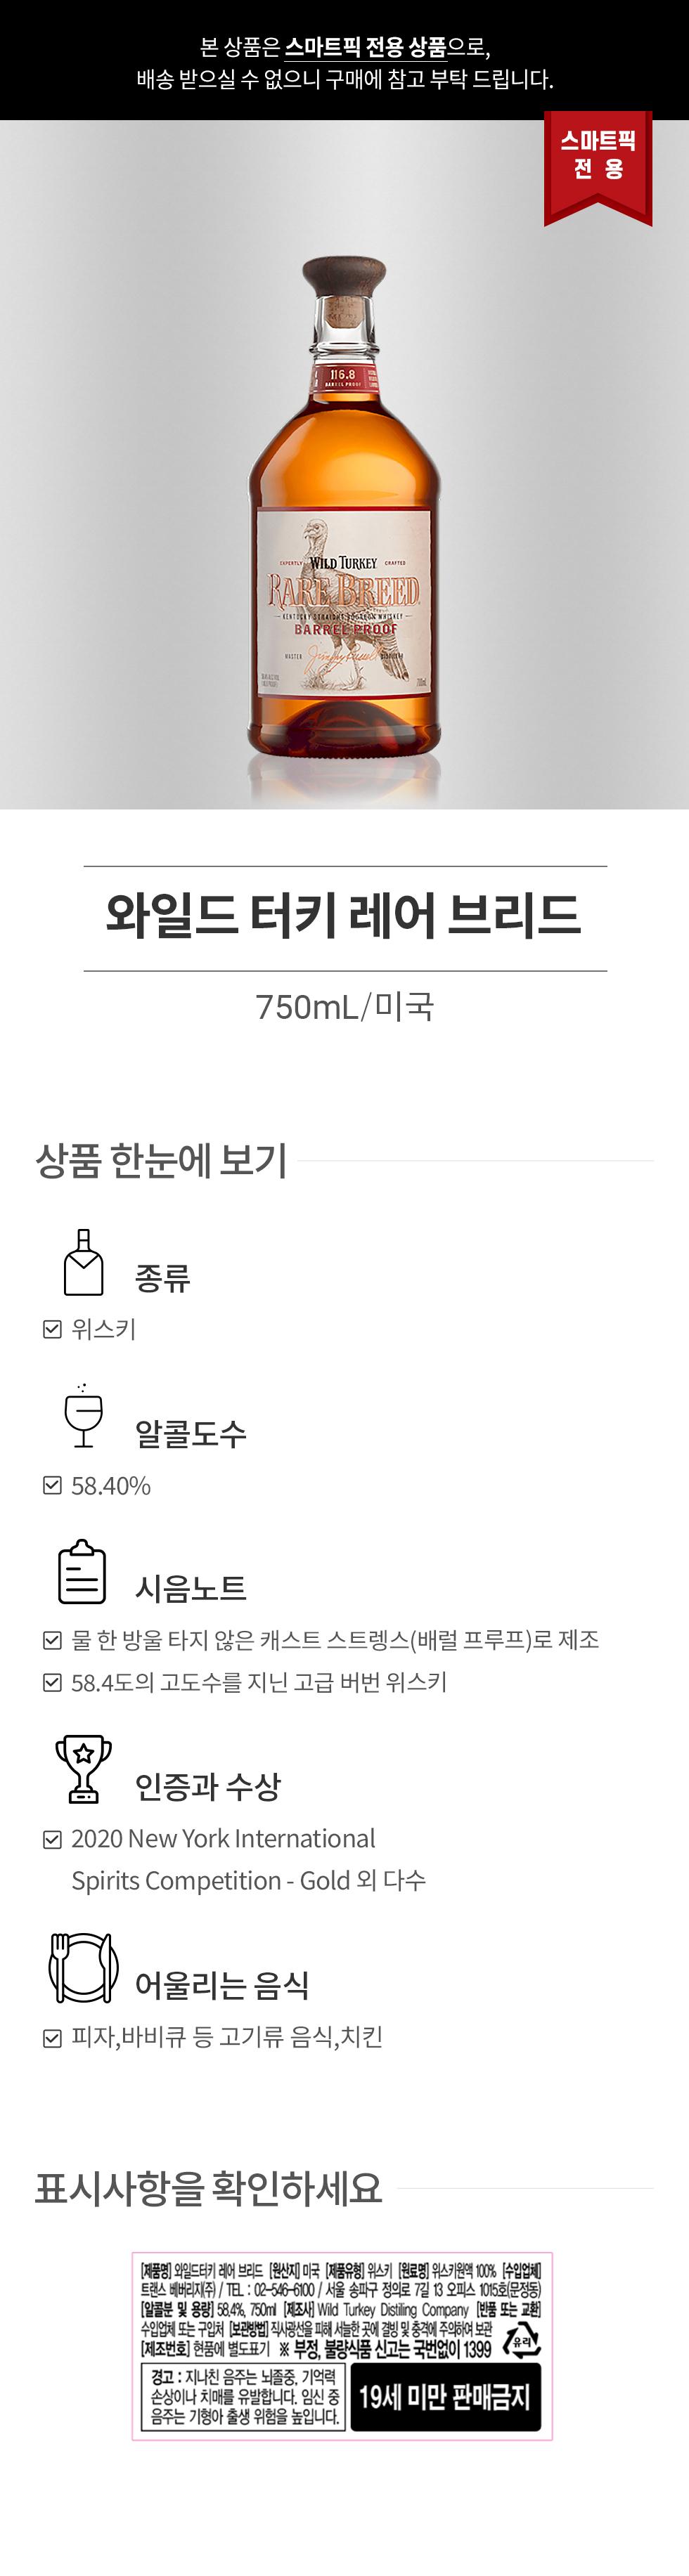 본 상품은 스마트픽 전용 상품으로,
배송 받으실 수 없으니 구매에 참고 부탁 드립니다.
스마트픽
전 용
116.8
BARREL PROOF
EXPERTLY WILD TURKEY CRAFTED
RARE BREED
KENTUCKY STRAIGHT BOURBON WHISKEY
BARREL PROOF
MASTER DISTILLER
와일드 터키 레어 브리드
750mL/미국
상품 한눈에 보기
종류
위스키
알콜도수
58.40%
시음노트
물 한 방울 타지 않은 캐스트 스트렝스(배럴 프루프)로 제조
58.4도의 고도수를 지닌 고급 버번 위스키
인증과 수상
2020 New York International
Spirits Competition - Gold 외 다수
어울리는 음식
피자,바비큐 등 고기류 음식,치킨
표시사항을 확인하세요
[제품명] 와일드터키 레어 브리드 [원산지] 미국 [제품유형] 위스키 [원료명] 위스키원액 100% [수입업체]
트랜스 베버리지(주) / TEL : 02-546-6100 / 서울 송파구 정의로 7길 13 오피스 1015호(문정동)
[알콜분 및 용량] 58.4%, 750ml [제조사] Wild Turkey Distiling Company [반품 또는 교환]
수입업체 또는 구입처 [보관방법] 직사광선을 피해 서늘한 곳에 결빙 및 충격에 주의하여 보관
[제조번호] 현품에 별도표기 ※ 부정, 불량식품 신고는 국번없이 1399
유리
경고 : 지나친 음주는 뇌졸중, 기억력
손상이나 치매를 유발합니다. 임신 중
음주는 기형아 출생 위험을 높입니다.
19세 미만 판매금지